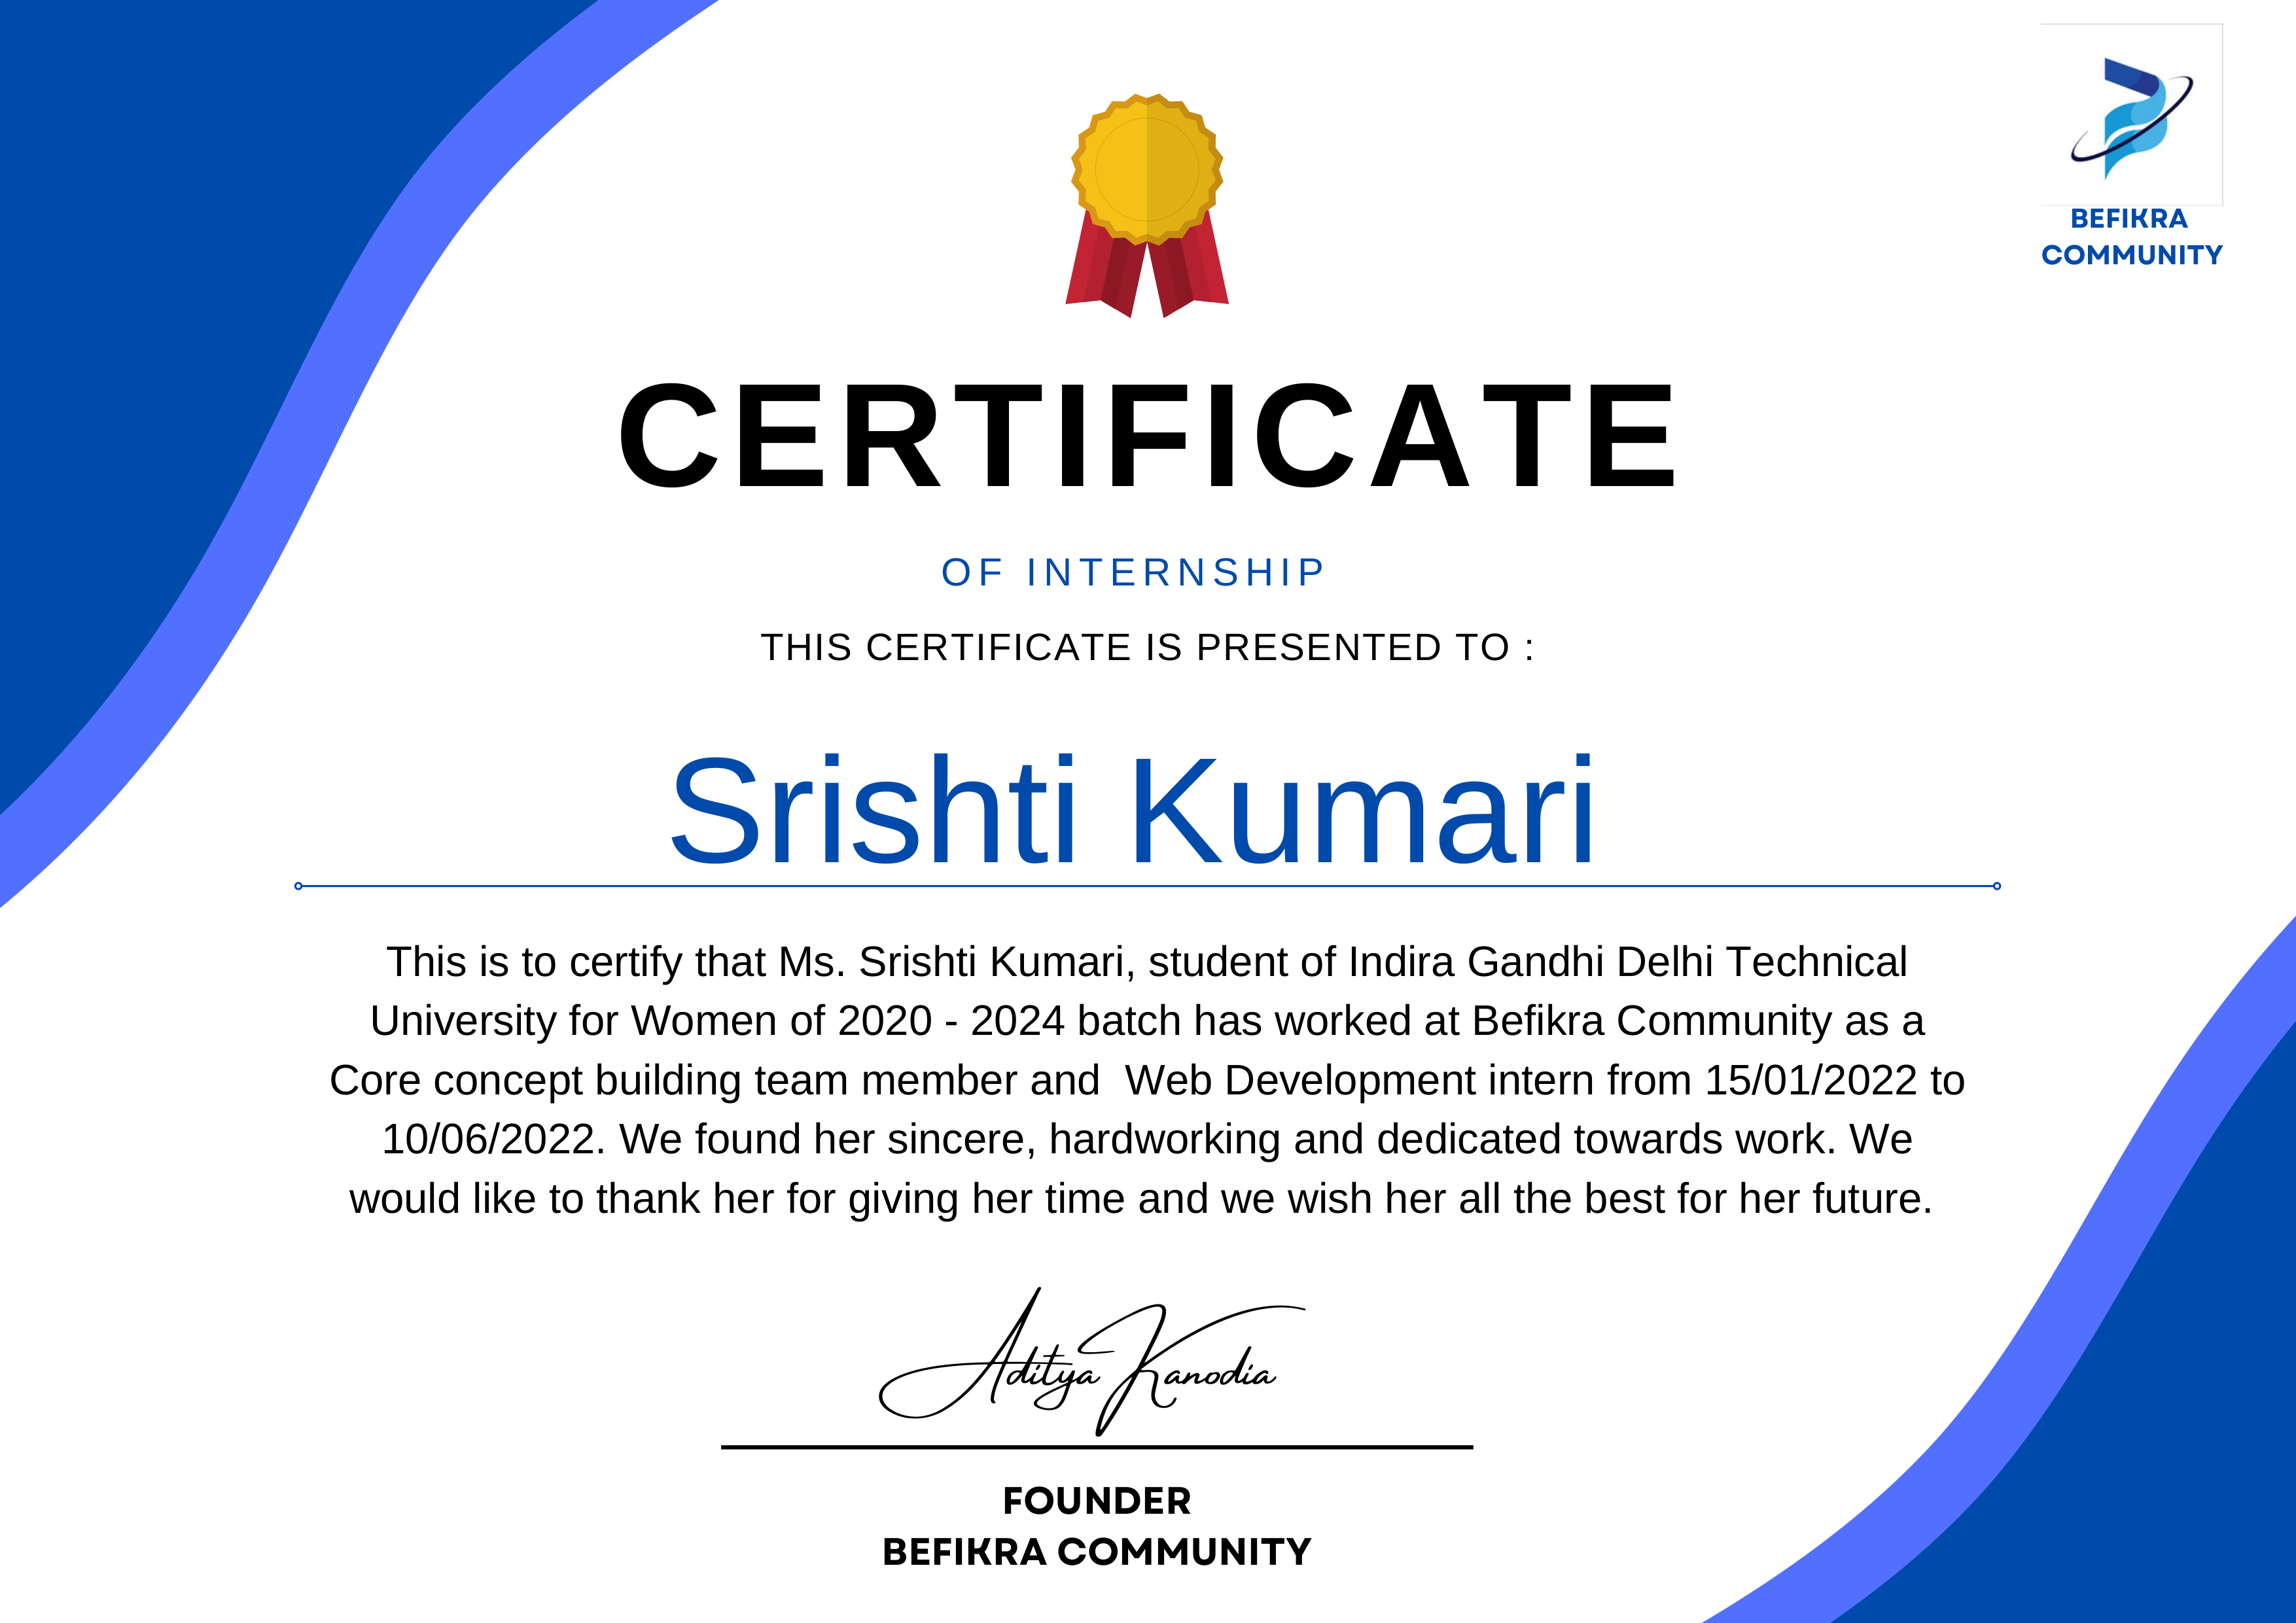 BEFIKRA
COMMUNITY
CERTIFICATE
OF INTERNSHIP
THIS CERTIFICATE IS PRESENTED TO :
Srishti Kumari
This is to certify that Ms. Srishti Kumari, student of Indira Gandhi Delhi Technical
University for Women of 2020 - 2024 batch has worked at Befikra Community as a
Core concept building team member and  Web Development intern from 15/01/2022 to
10/06/2022. We found her sincere, hardworking and dedicated towards work. We
would like to thank her for giving her time and we wish her all the best for her future.
Aditya Kanodia
FOUNDER
BEFIKRA COMMUNITY